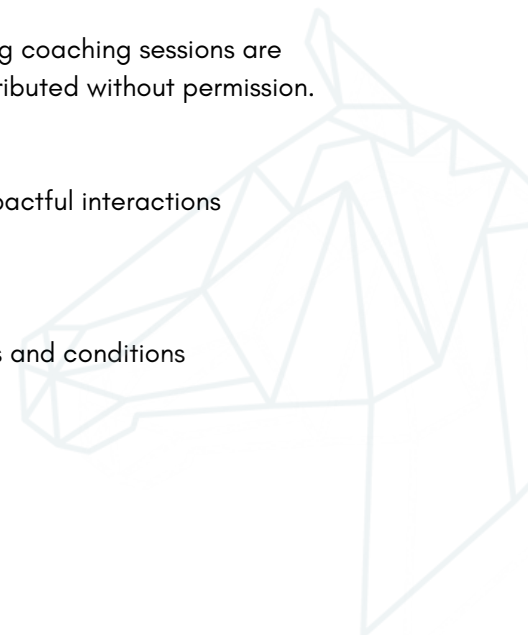 g coaching sessions are
ributed without permission.
pactful interactions
s and conditions